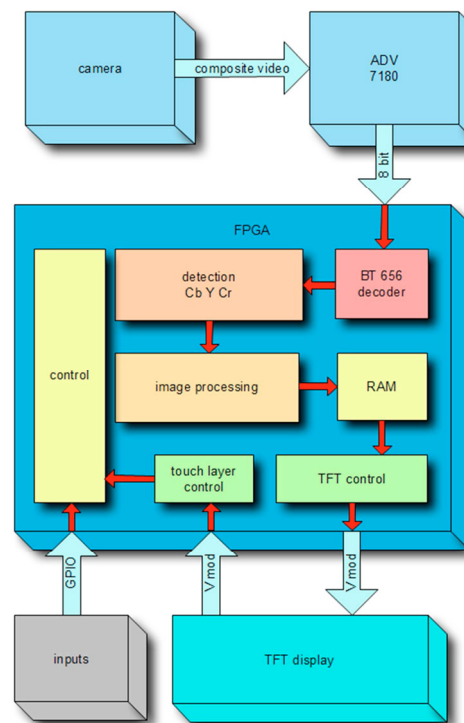 camera
composite video
ADV
7180
8 bit
FPGA
detection
Cb Y Cr
BT 656
decoder
control
image processing
RAM
touch layer
control
TFT control
GPIO
Vmod
Vmod
inputs
TFT display